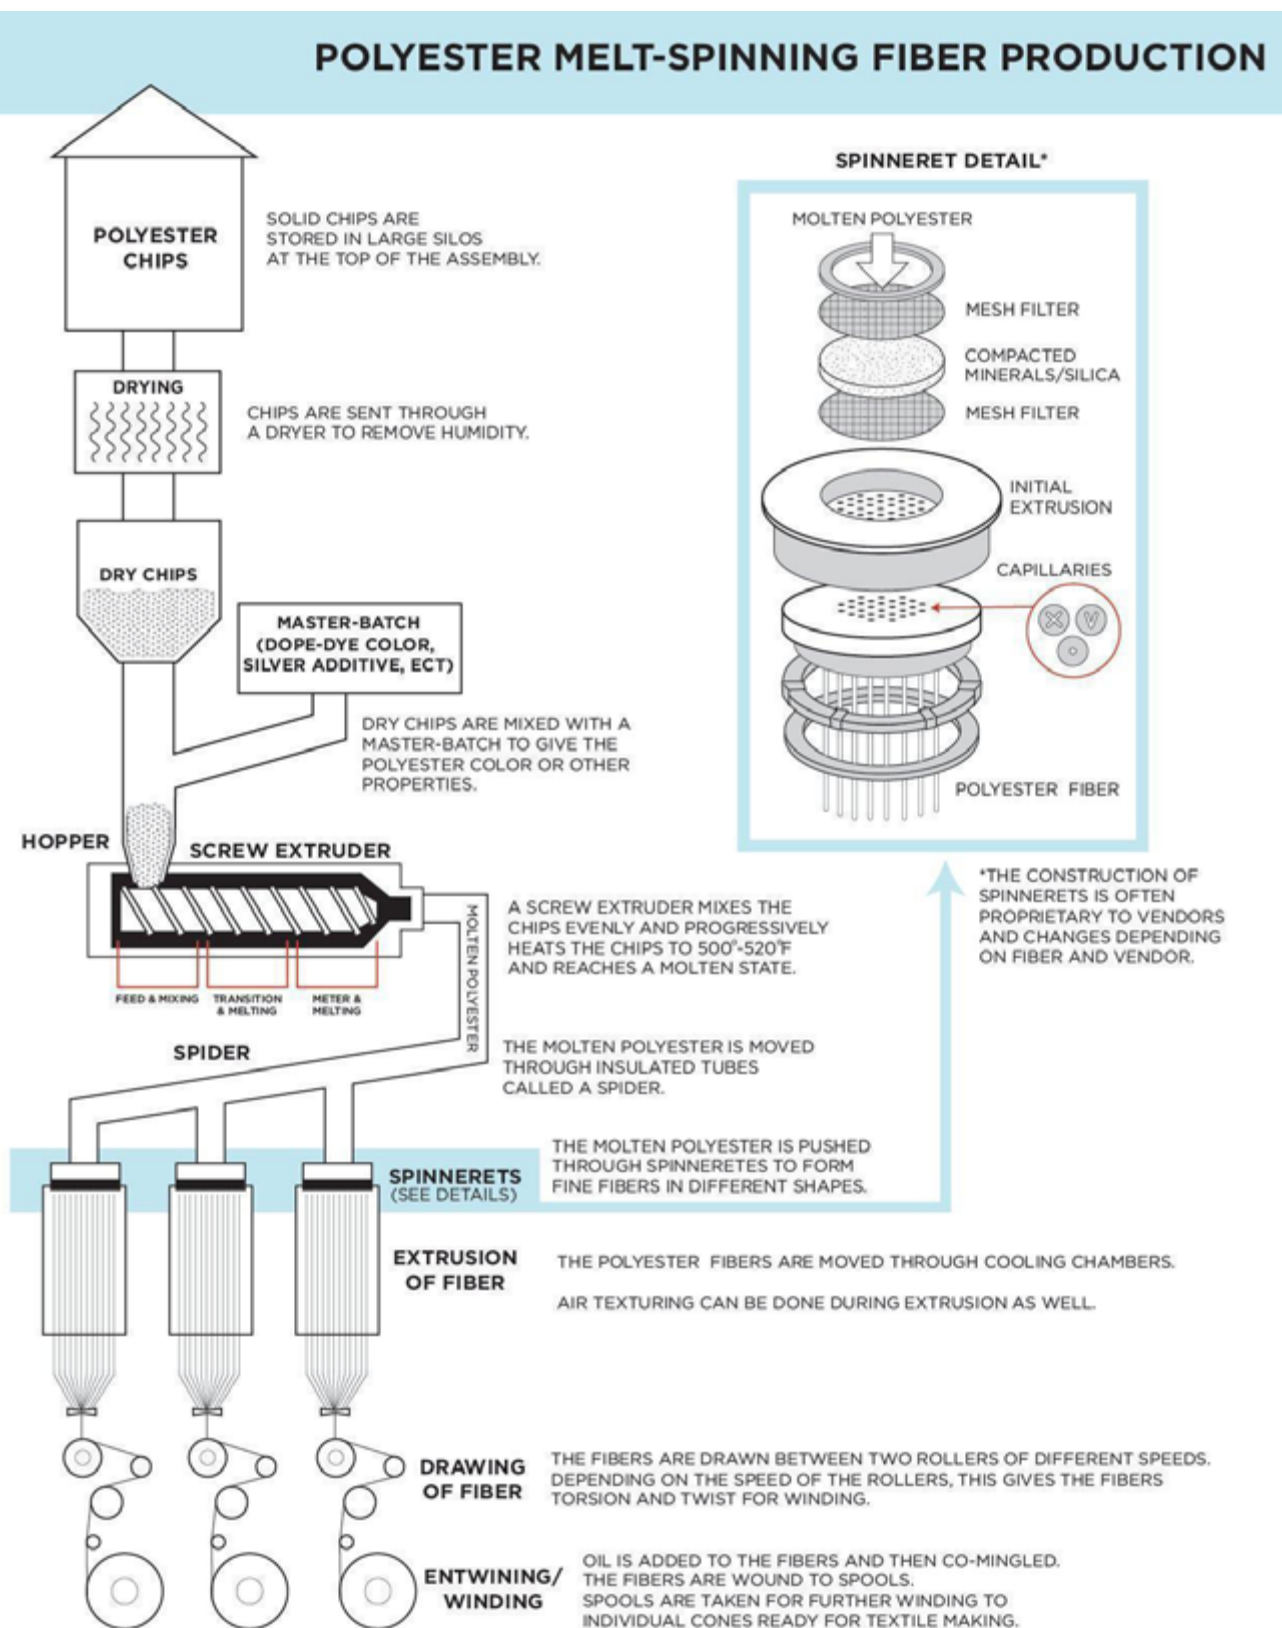 POLYESTER MELT-SPINNING FIBER PRODUCTION
POLYESTER
CHIPS
SOLID CHIPS ARE
STORED IN LARGE SILOS
AT THE TOP OF THE ASSEMBLY.
DRYING
CHIPS ARE SENT THROUGH
A DRYER TO REMOVE HUMIDITY.
DRY CHIPS
MASTER-BATCH
(DOPE-DYE COLOR,
SILVER ADDITIVE, ECT)
DRY CHIPS ARE MIXED WITH A
MASTER-BATCH TO GIVE THE
POLYESTER COLOR OR OTHER
PROPERTIES.
HOPPER
SCREW EXTRUDER
MOLTEN POLYESTER
A SCREW EXTRUDER MIXES THE
CHIPS EVENLY AND PROGRESSIVELY
HEATS THE CHIPS TO 500°-520°F
AND REACHES A MOLTEN STATE.
FEED & MIXING
TRANSITION
& MELTING
METER &
MELTING
SPIDER
THE MOLTEN POLYESTER IS MOVED
THROUGH INSULATED TUBES
CALLED A SPIDER.
SPINNERETS
(SEE DETAILS)
THE MOLTEN POLYESTER IS PUSHED
THROUGH SPINNERETES TO FORM
FINE FIBERS IN DIFFERENT SHAPES.
EXTRUSION
OF FIBER
THE POLYESTER FIBERS ARE MOVED THROUGH COOLING CHAMBERS.
AIR TEXTURING CAN BE DONE DURING EXTRUSION AS WELL.
DRAWING
OF FIBER
THE FIBERS ARE DRAWN BETWEEN TWO ROLLERS OF DIFFERENT SPEEDS.
DEPENDING ON THE SPEED OF THE ROLLERS, THIS GIVES THE FIBERS
TORSION AND TWIST FOR WINDING.
ENTWINING/
WINDING
OIL IS ADDED TO THE FIBERS AND THEN CO-MINGLED.
THE FIBERS ARE WOUND TO SPOOLS.
SPOOLS ARE TAKEN FOR FURTHER WINDING TO
INDIVIDUAL CONES READY FOR TEXTILE MAKING.
SPINNERET DETAIL*
MOLTEN POLYESTER
MESH FILTER
COMPACTED
MINERALS/SILICA
MESH FILTER
INITIAL
EXTRUSION
CAPILLARIES
POLYESTER FIBER
*THE CONSTRUCTION OF
SPINNERETS IS OFTEN
PROPRIETARY TO VENDORS
AND CHANGES DEPENDING
ON FIBER AND VENDOR.